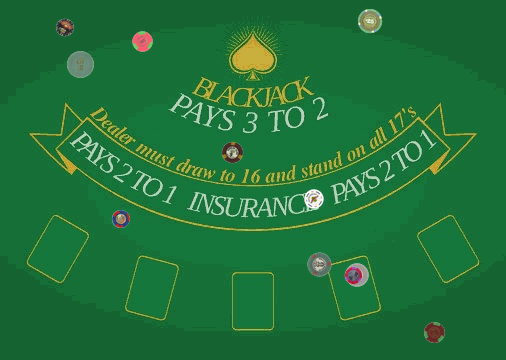 BLACKJACK
PAYS 3 TO 2
Dealer must draw to 16 and stand on all 17's
PAYS 2 TO 1 INSURANCE PAYS 2 TO 1